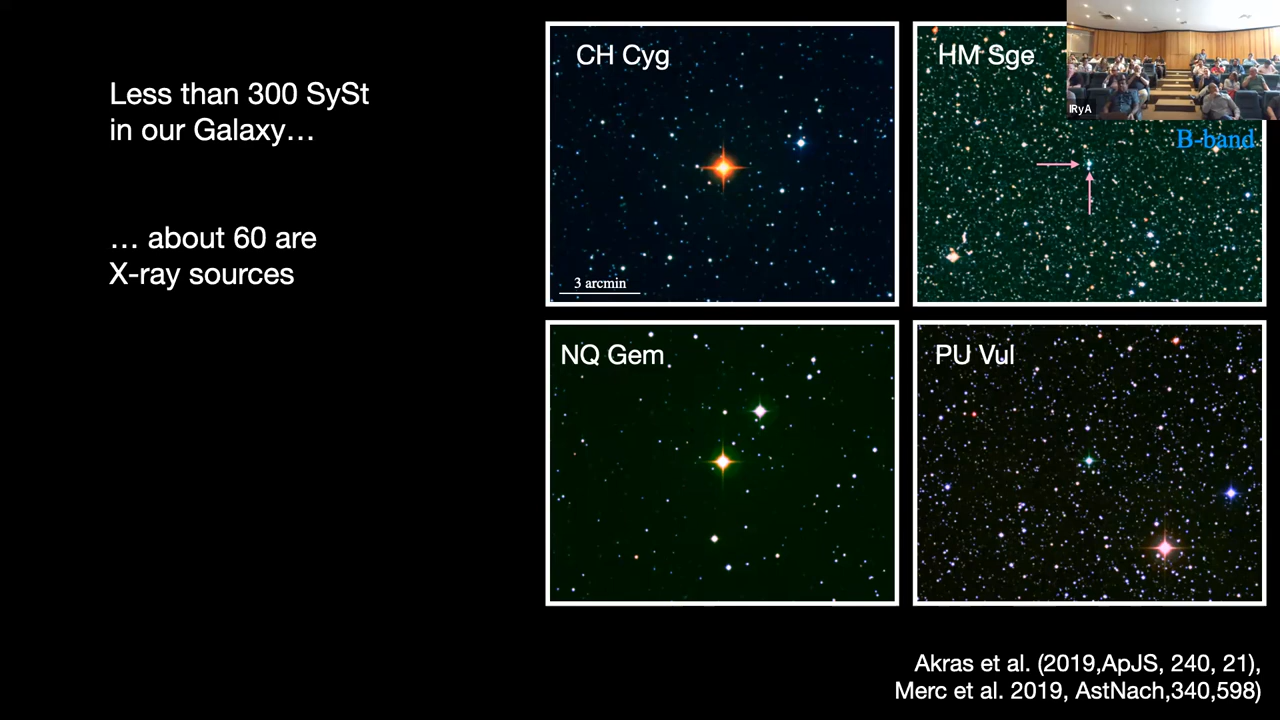 Less than 300 SySt
in our Galaxy…
… about 60 are
X-ray sources
CH Cyg
3 arcmin
HM Sge
IRyA
B-band
NQ Gem
PU Vul
Akras et al. (2019,ApJS, 240, 21),
Merc et al. 2019, AstNach,340,598)